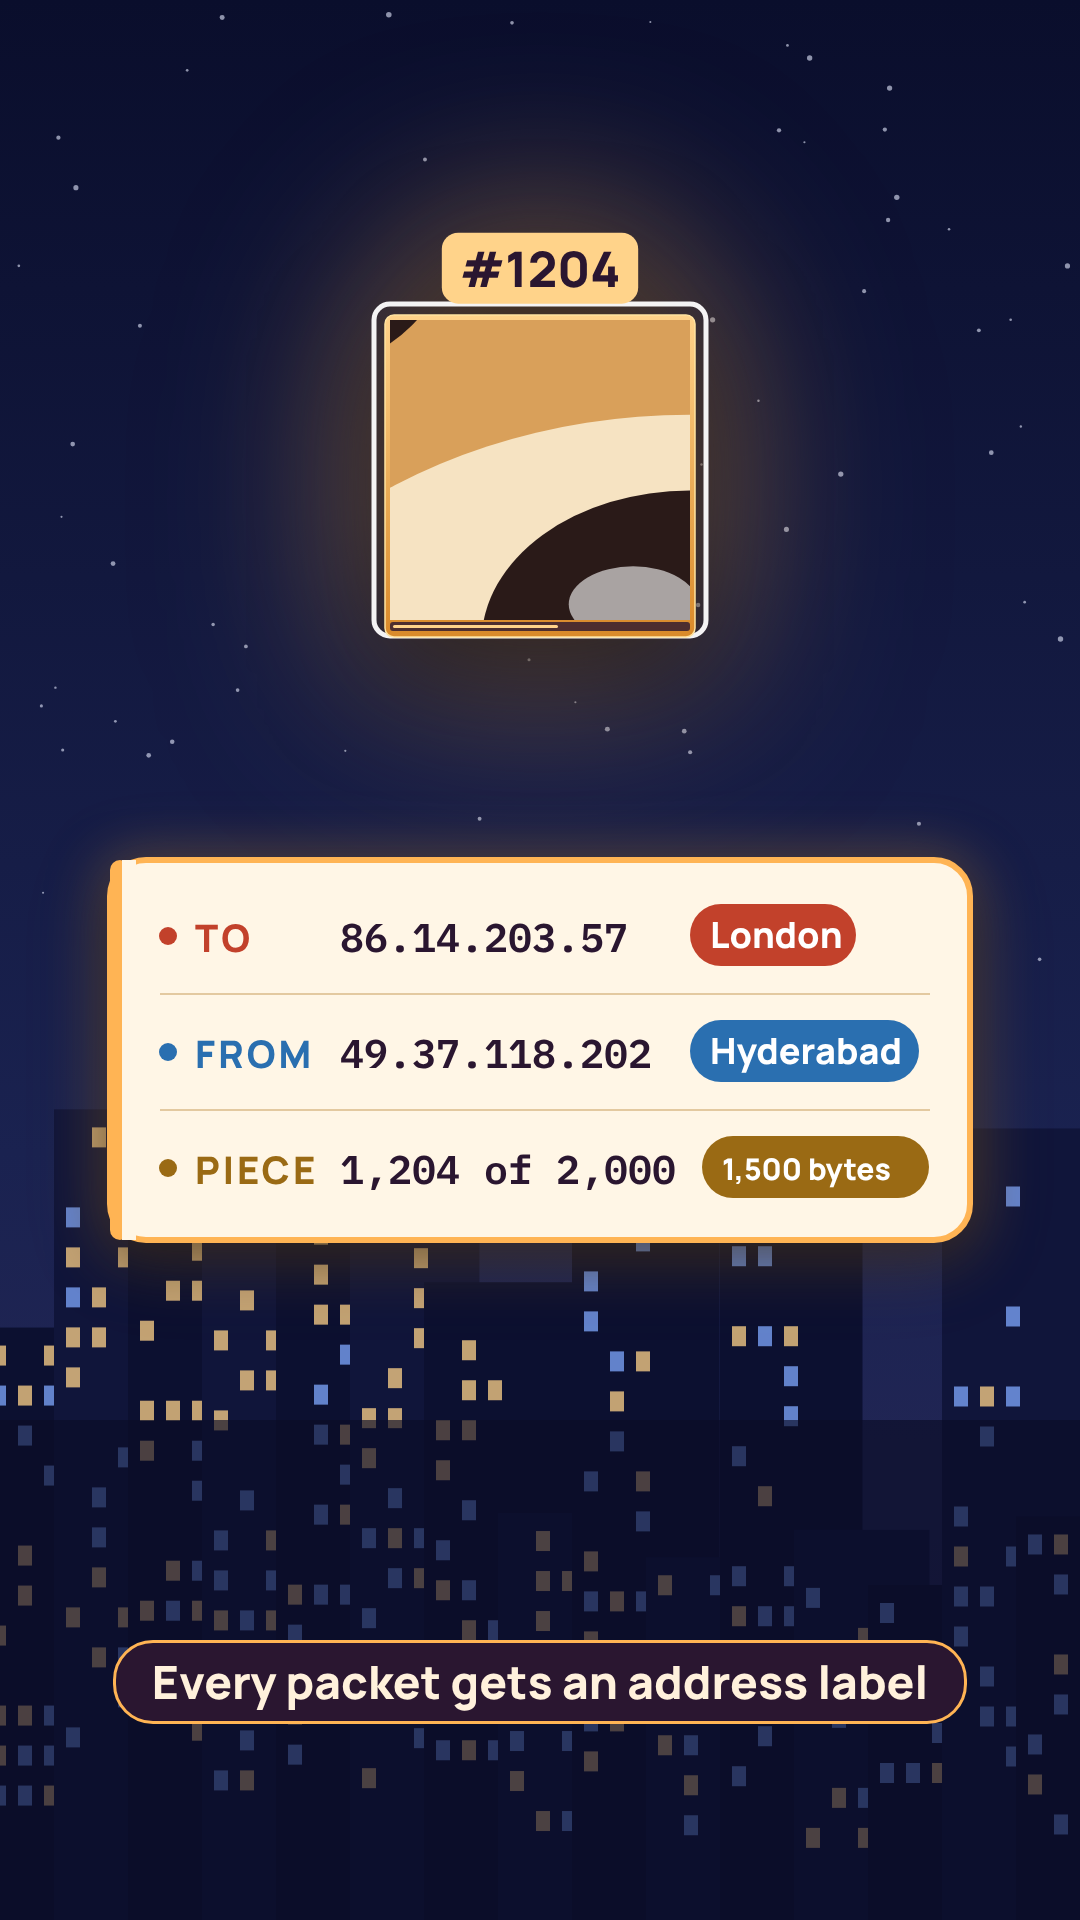 #1204
TO 86.14.203.57 London
FROM 49.37.118.202 Hyderabad
PIECE 1,204 of 2,000 1,500 bytes
Every packet gets an address label